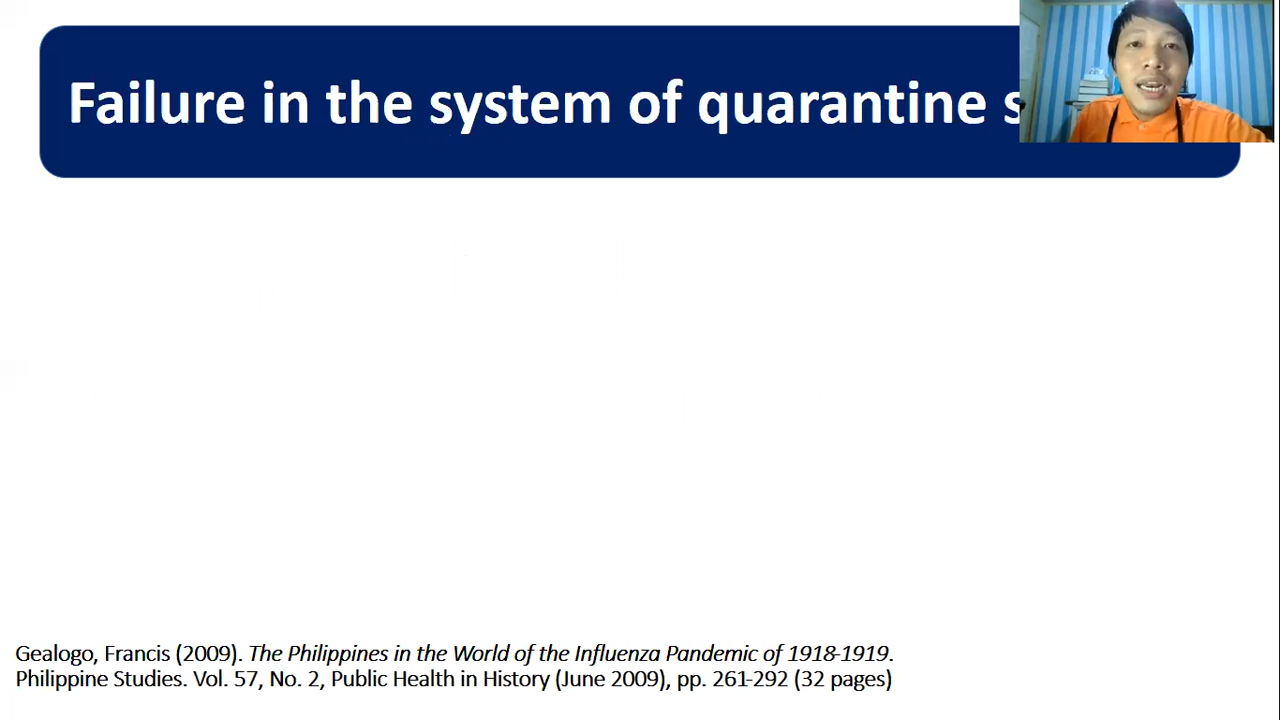 Failure in the system of quarantine
Gealogo, Francis (2009). The Philippines in the World of the Influenza Pandemic of 1918-1919.
Philippine Studies. Vol. 57, No. 2, Public Health in History (June 2009), pp. 261-292 (32 pages)